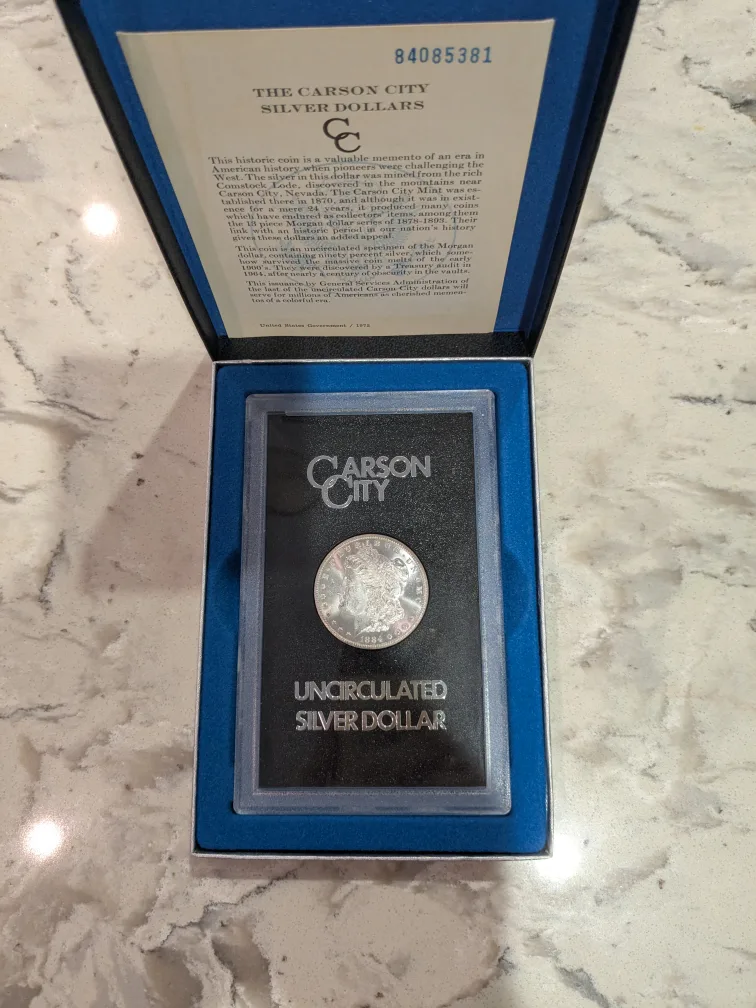 84085381
THE CARSON CITY
SILVER DOLLARS
CC
This historic coin is a valuable memento of an era in
American history when pioneers were challenging the
West. The silver in this dollar was mined from the rich
Comstock Lode, discovered in the mountains near
Carson City, Nevada. The Carson City Mint was es-
tablished there in 1870, and although it was in exist-
ence for a mere 24 years, it produced many coins
which have endured as collectors' items, among them
the 13 piece Morgan dollar series of 1878-1893. Their
link with an historic period in our nation's history
gives these dollars an added appeal.
This coin is an uncirculated specimen of the Morgan
dollar, containing ninety percent silver, which some-
how survived the massive coin melts of the early
1900's. They were discovered by a Treasury audit in
1964, after nearly a century of obscurity in the vaults.
This issuance by General Services Administration of
the last of the uncirculated Carson City dollars will
serve for millions of Americans as cherished memen-
tos of a colorful era.
United States Government / 1972
CARSON
CITY
1884
UNCIRCULATED
SILVER DOLLAR